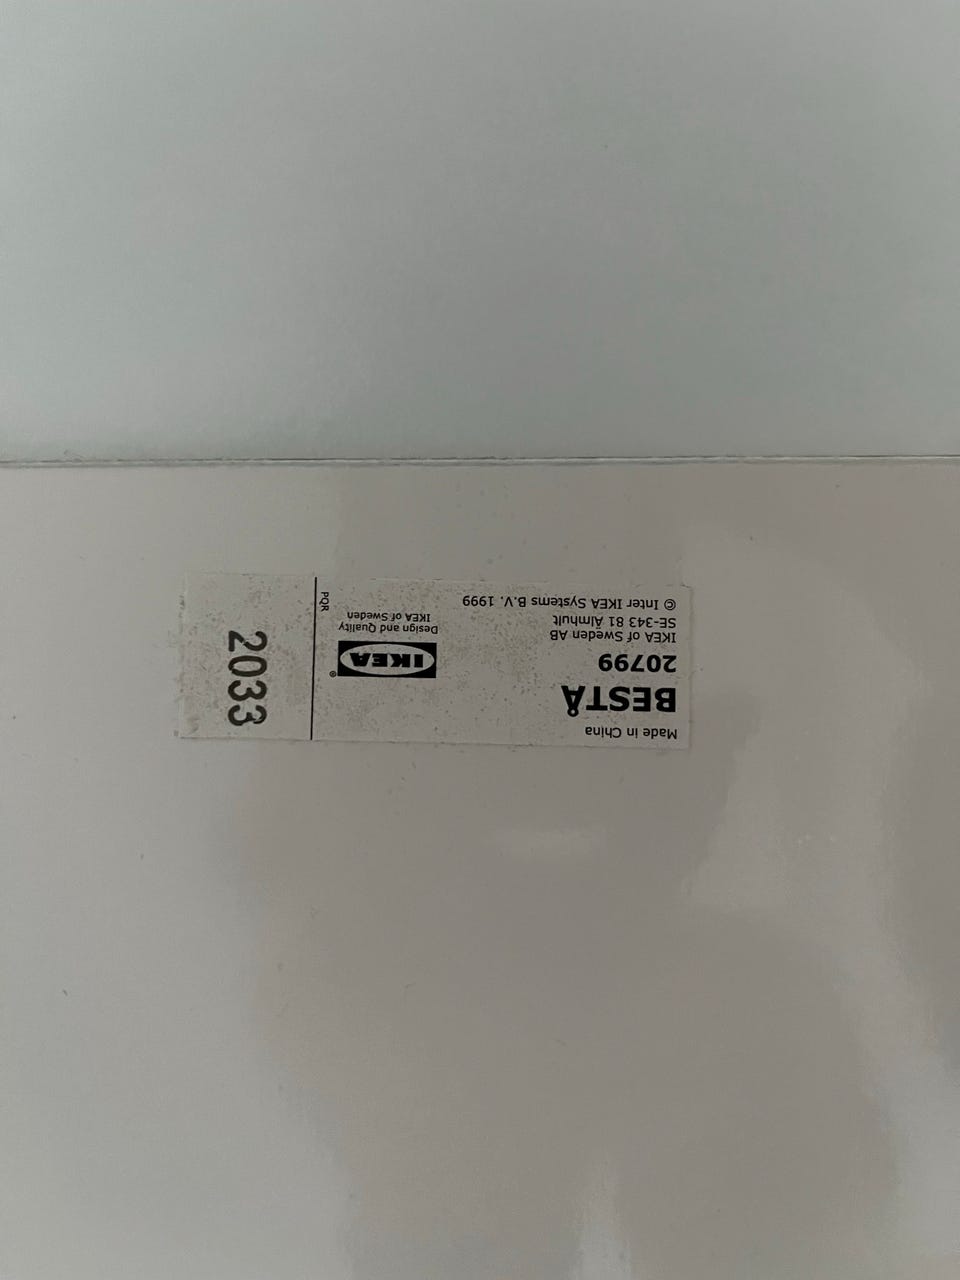 Made in China
BESTÅ
20799
IKEA of Sweden AB
SE-343 81 Älmhult
© Inter IKEA Systems B.V. 1999
IKEA®
Design and Quality
IKEA of Sweden
PQR
2033